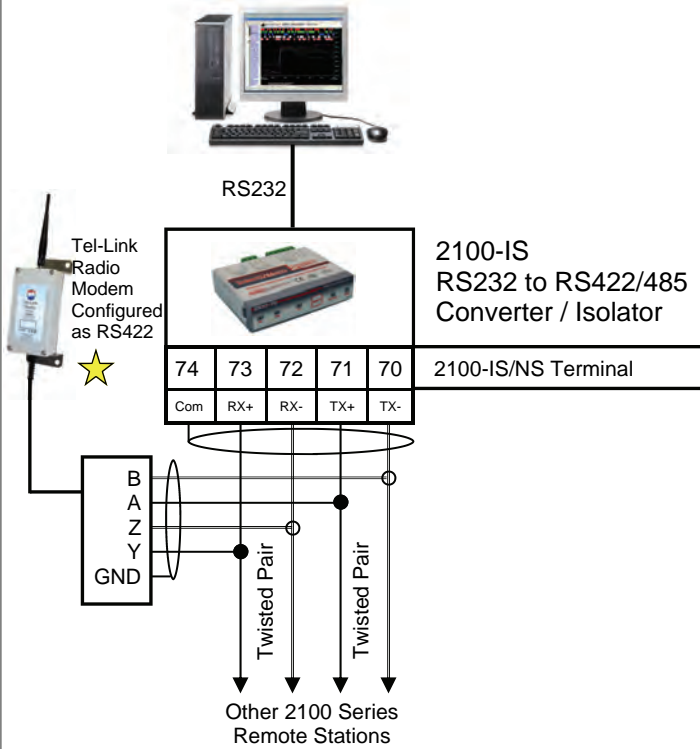 RS232
Tel-Link
Radio
Modem
Configured
as RS422
2100-IS
RS232 to RS422/485
Converter / Isolator
74 73 72 71 70 2100-IS/NS Terminal
Com RX+ RX- TX+ TX-
B
A
Z
Y
GND
Twisted Pair
Twisted Pair
Other 2100 Series
Remote Stations